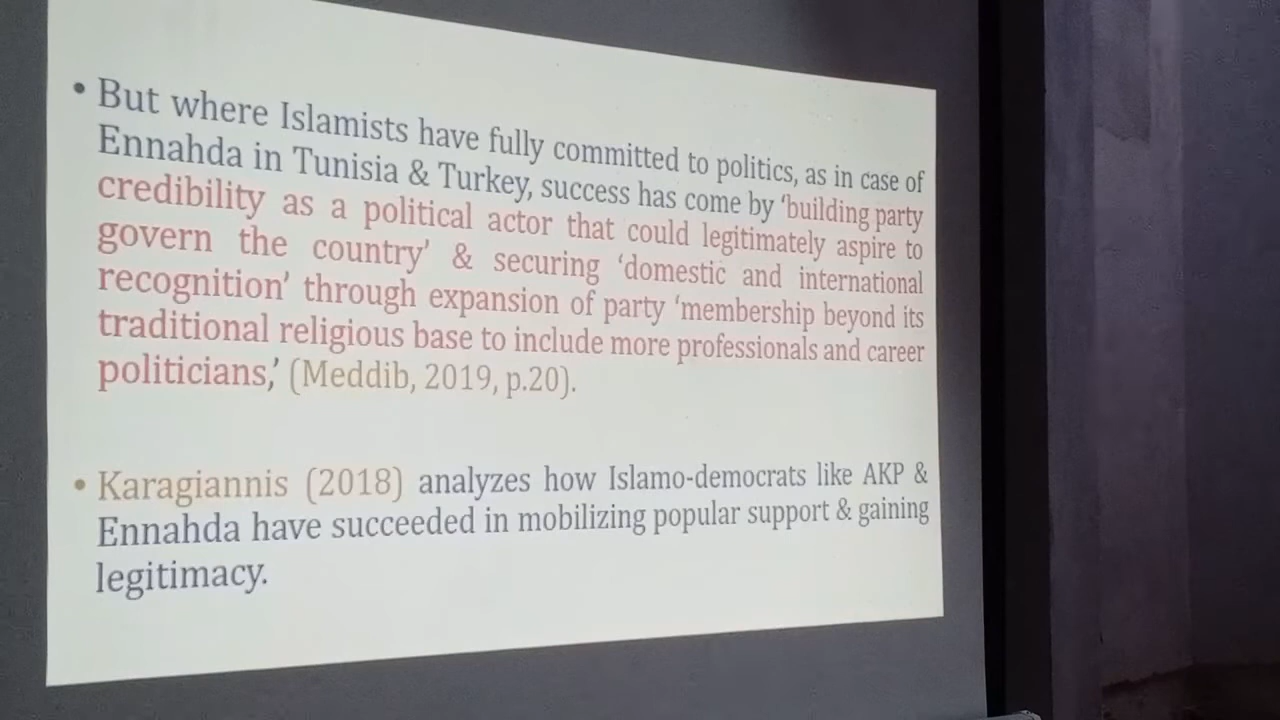 • But where Islamists have fully committed to politics, as in case of
Ennahda in Tunisia & Turkey, success has come by ‘building party
credibility as a political actor that could legitimately aspire to
govern the country’ & securing ‘domestic and international
recognition’ through expansion of party ‘membership beyond its
traditional religious base to include more professionals and career
politicians,’ (Meddib, 2019, p.20).
• Karagiannis (2018) analyzes how Islamo-democrats like AKP &
Ennahda have succeeded in mobilizing popular support & gaining
legitimacy.